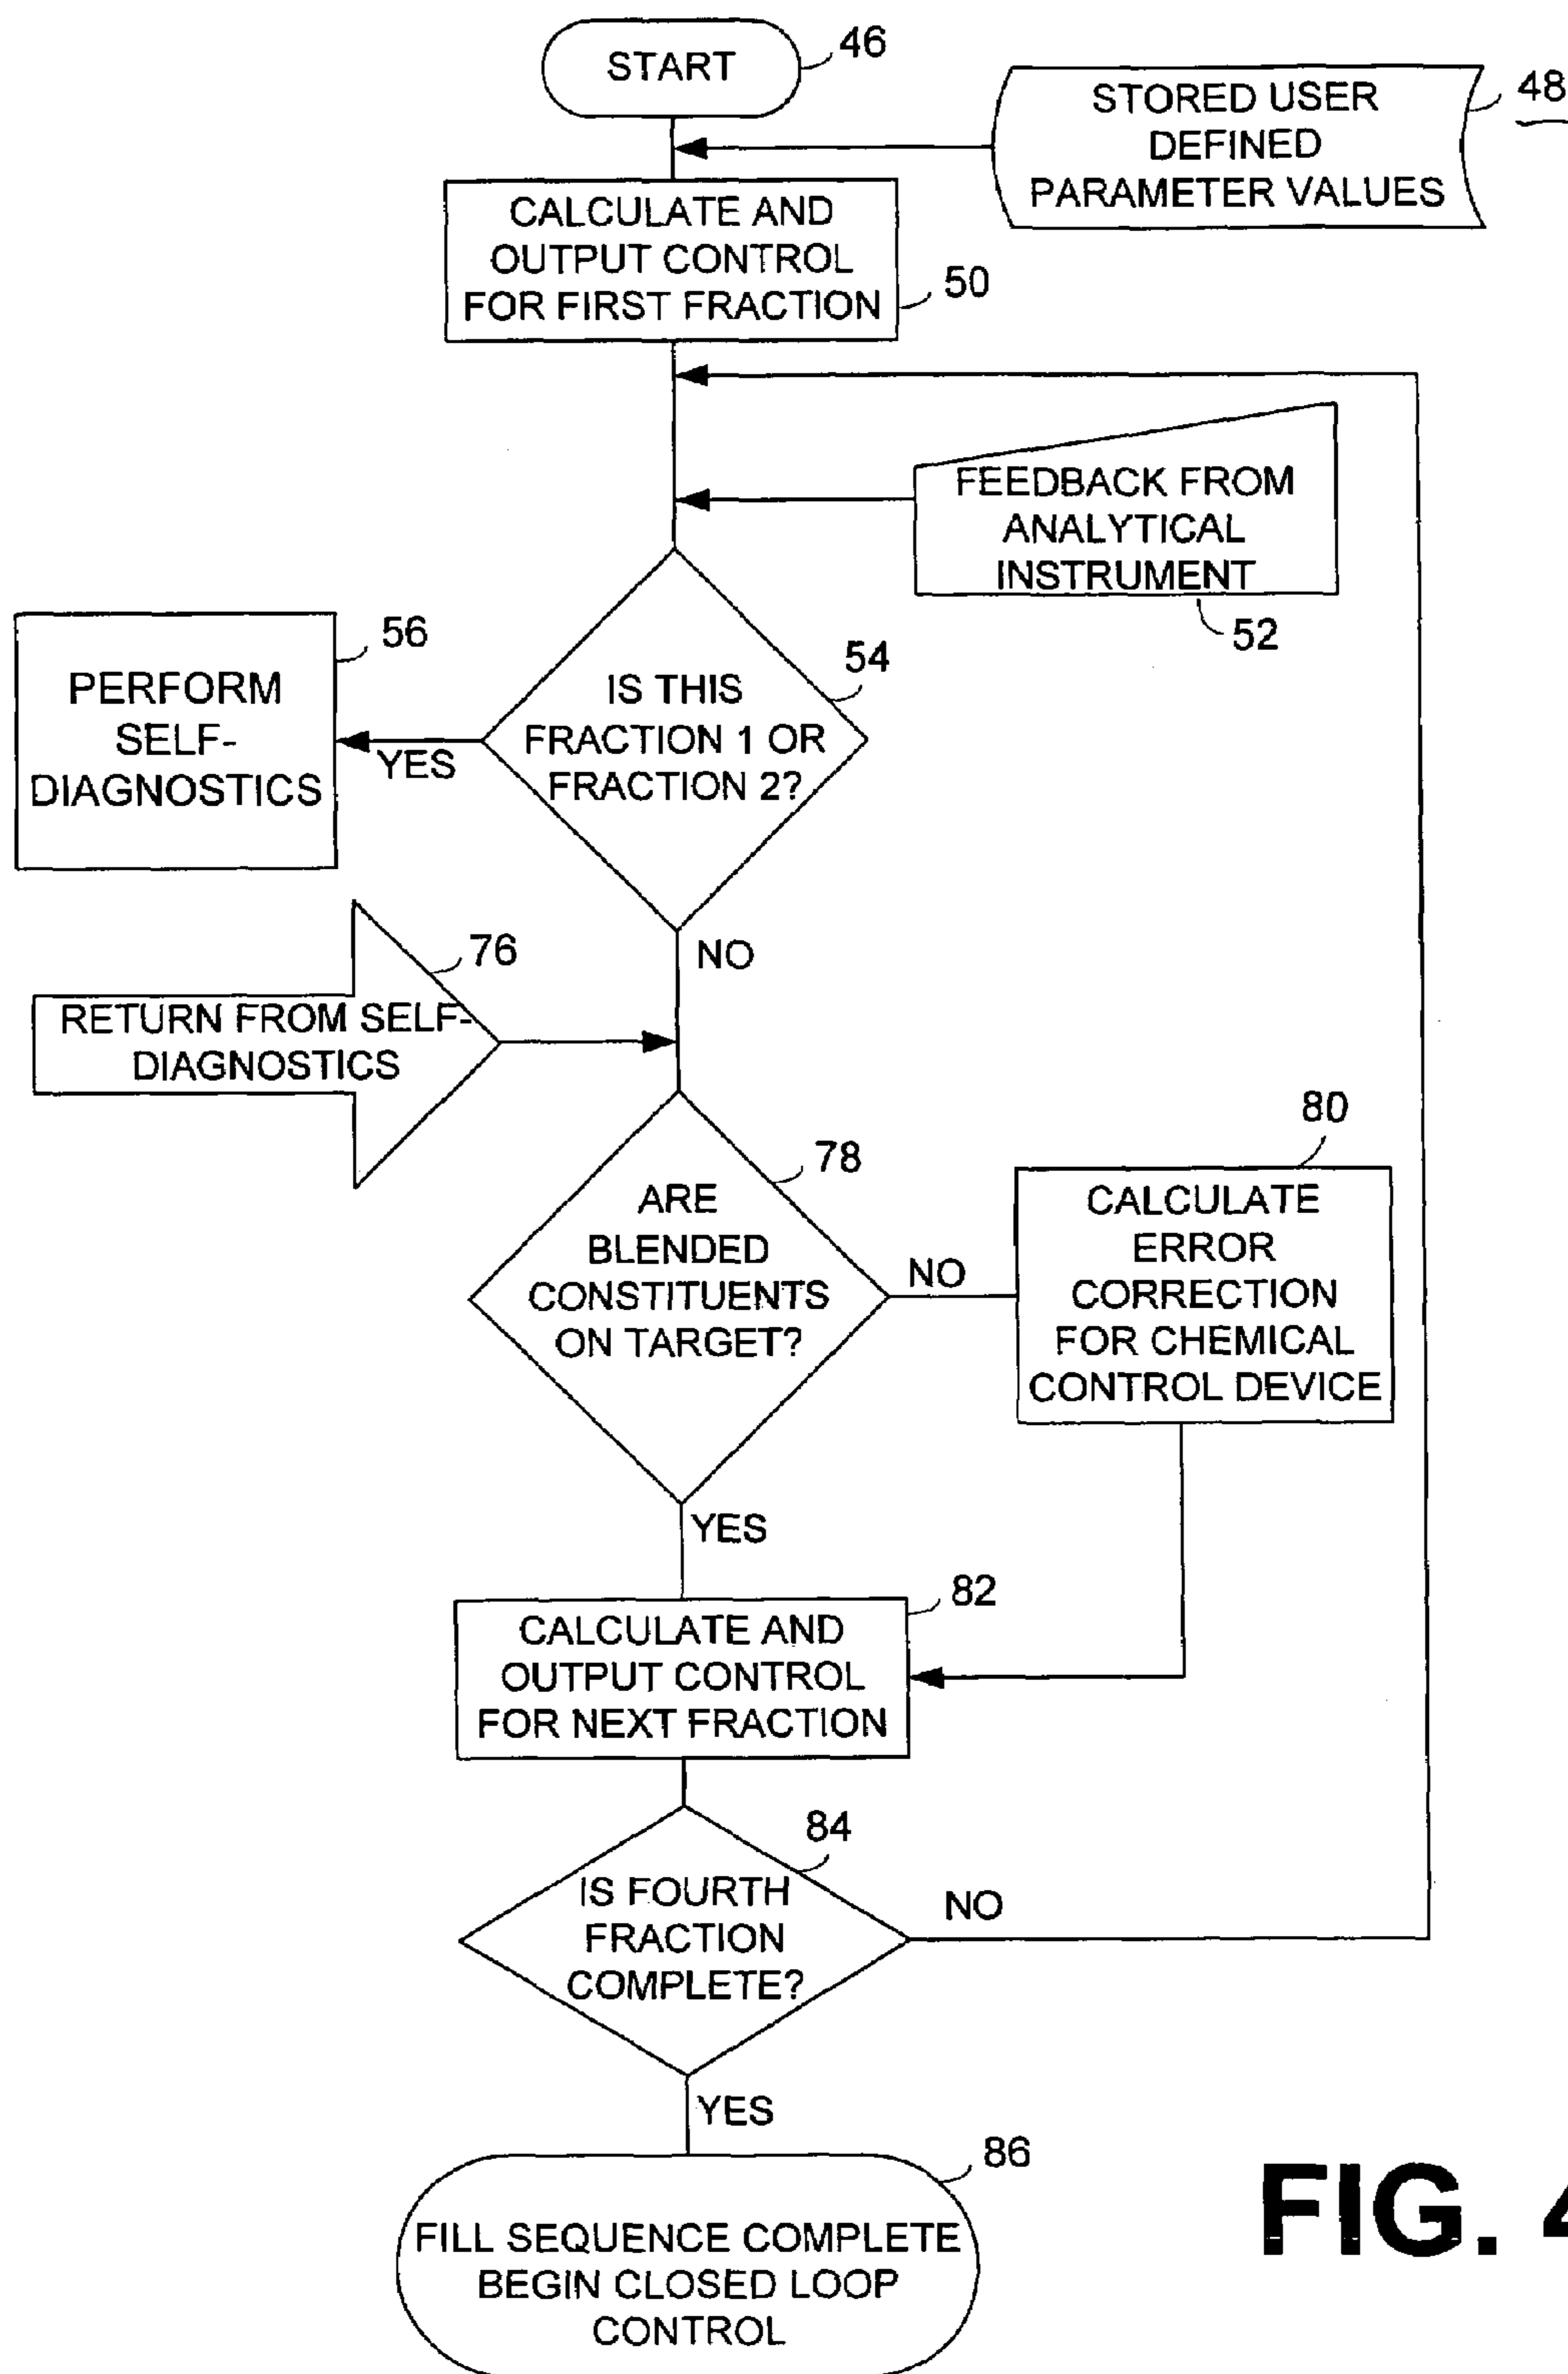 START
46
STORED USER
DEFINED
PARAMETER VALUES
48
CALCULATE AND
OUTPUT CONTROL
FOR FIRST FRACTION
50
FEEDBACK FROM
ANALYTICAL
INSTRUMENT
52
IS THIS
FRACTION 1 OR
FRACTION 2?
54
YES
PERFORM
SELF-
DIAGNOSTICS
56
NO
RETURN FROM SELF-
DIAGNOSTICS
76
ARE
BLENDED
CONSTITUENTS
ON TARGET?
78
NO
CALCULATE
ERROR
CORRECTION
FOR CHEMICAL
CONTROL DEVICE
80
YES
CALCULATE AND
OUTPUT CONTROL
FOR NEXT FRACTION
82
IS FOURTH
FRACTION
COMPLETE?
84
NO
YES
FILL SEQUENCE COMPLETE
BEGIN CLOSED LOOP
CONTROL
86
FIG. 4